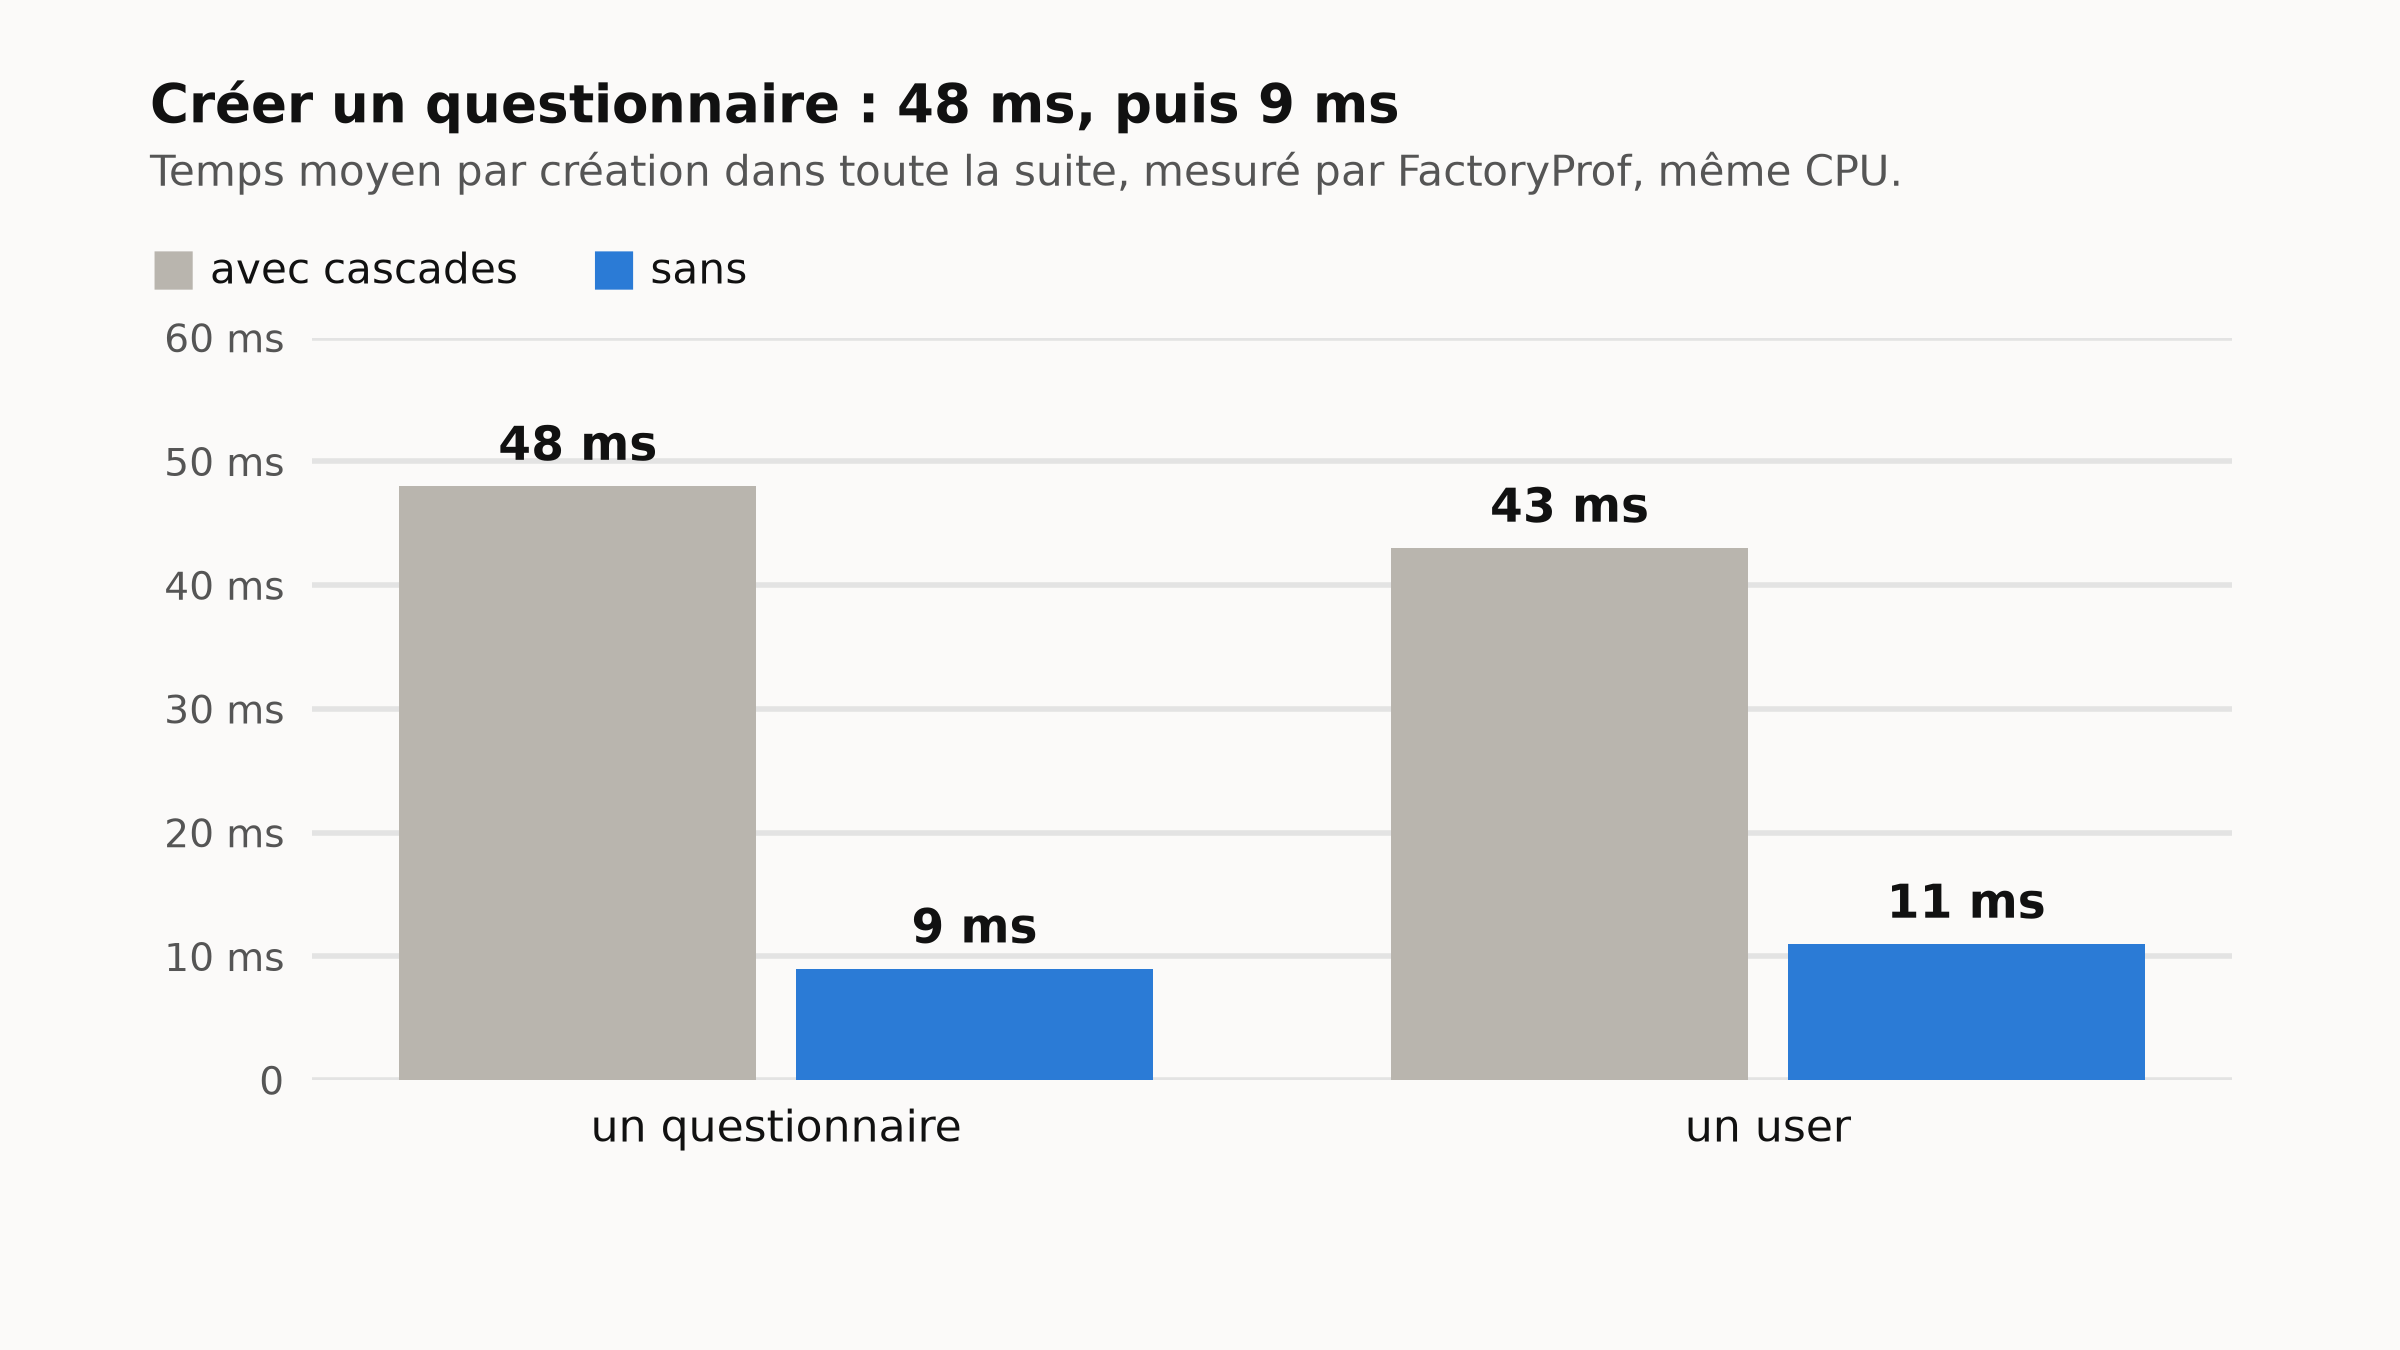 Créer un questionnaire : 48 ms, puis 9 ms
Temps moyen par création dans toute la suite, mesuré par FactoryProf, même CPU.
avec cascades sans
60 ms
50 ms
40 ms
30 ms
20 ms
10 ms
0
48 ms
9 ms
43 ms
11 ms
un questionnaire
un user